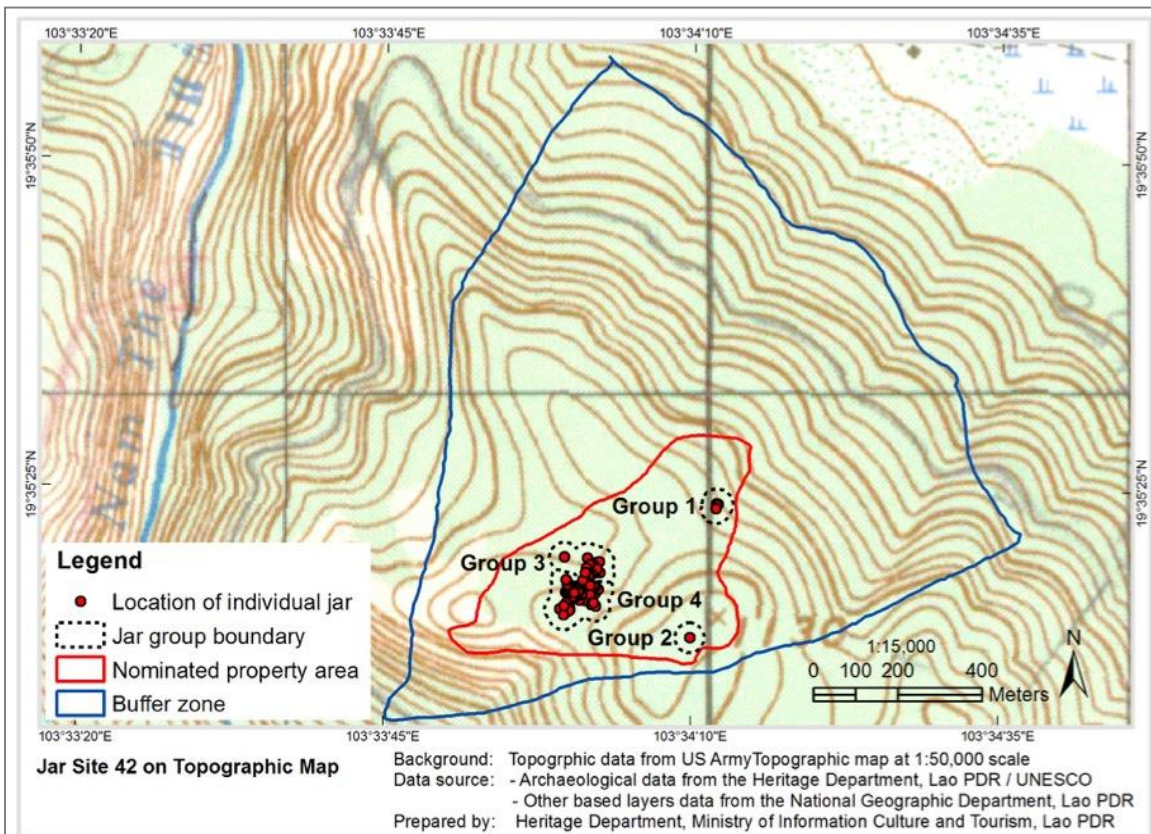 103°33'20"E 103°33'45"E 103°34'10"E 103°34'35"E
19°35'50"N
19°35'50"N
19°35'25"N
19°35'25"N
Nam The
Group 1
Group 3
Group 4
Group 2
Legend
Location of individual jar
Jar group boundary
Nominated property area
Buffer zone
1:15,000
N
0 100 200 400
Meters
103°33'20"E 103°33'45"E 103°34'10"E 103°34'35"E
Jar Site 42 on Topographic Map
Background: Topogrphic data from US ArmyTopographic map at 1:50,000 scale
Data source: - Archaeological data from the Heritage Department, Lao PDR / UNESCO
- Other based layers data from the National Geographic Department, Lao PDR
Prepared by: Heritage Department, Ministry of Information Culture and Tourism, Lao PDR